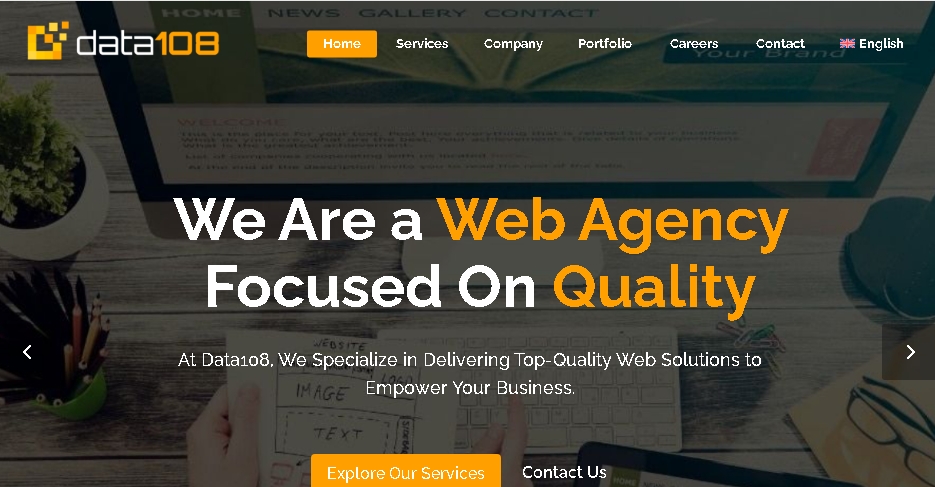 HOME NEWS GALLERY CONTACT
data108
Home
Services
Company
Portfolio
Careers
Contact
English
Your Brand
WELCOME
We Are a Web Agency
Focused On Quality
At Data108, We Specialize in Delivering Top-Quality Web Solutions to
Empower Your Business.
WEBSITE
LOGO
IMAGE
TEXT
Explore Our Services
Contact Us
HOME